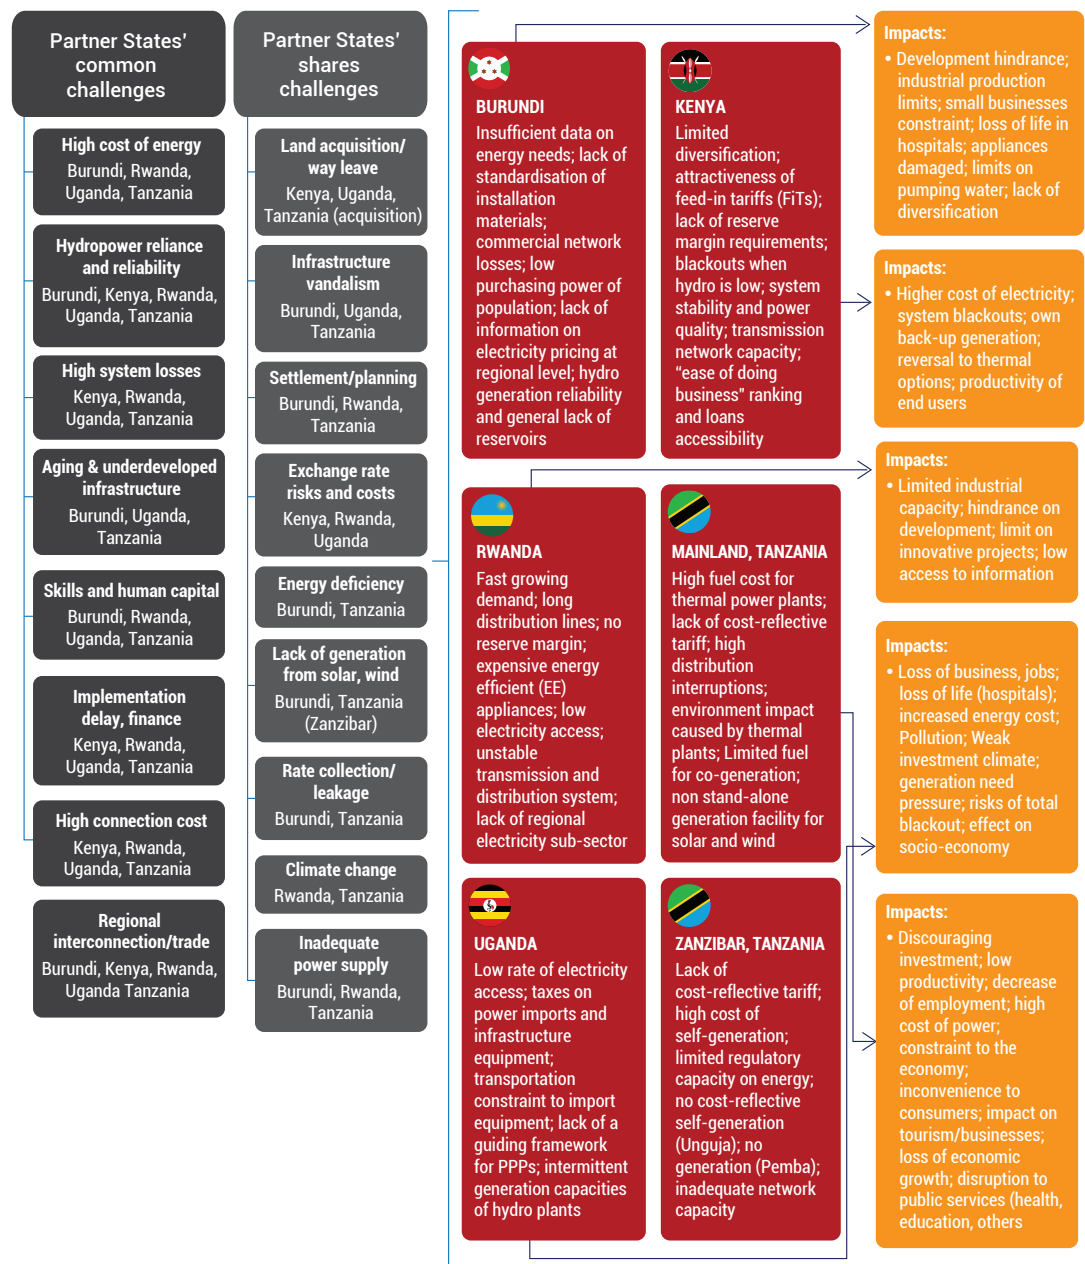 Partner States’
common
challenges
High cost of energy
Burundi, Rwanda,
Uganda, Tanzania
Hydropower reliance
and reliability
Burundi, Kenya, Rwanda,
Uganda, Tanzania
High system losses
Kenya, Rwanda,
Uganda, Tanzania
Aging & underdeveloped
infrastructure
Burundi, Uganda,
Tanzania
Skills and human capital
Burundi, Rwanda,
Uganda, Tanzania
Implementation
delay, finance
Kenya, Rwanda,
Uganda, Tanzania
High connection cost
Kenya, Rwanda,
Uganda, Tanzania
Regional
interconnection/trade
Burundi, Kenya, Rwanda,
Uganda Tanzania
Partner States’
shares
challenges
Land acquisition/
way leave
Kenya, Uganda,
Tanzania (acquisition)
Infrastructure
vandalism
Burundi, Uganda,
Tanzania
Settlement/planning
Burundi, Rwanda,
Tanzania
Exchange rate
risks and costs
Kenya, Rwanda,
Uganda
Energy deficiency
Burundi, Tanzania
Lack of generation
from solar, wind
Burundi, Tanzania
(Zanzibar)
Rate collection/
leakage
Burundi, Tanzania
Climate change
Rwanda, Tanzania
Inadequate
power supply
Burundi, Rwanda,
Tanzania
BURUNDI
Insufficient data on
energy needs; lack of
standardisation of
installation
materials;
commercial network
losses; low
purchasing power of
population; lack of
information on
electricity pricing at
regional level; hydro
generation reliability
and general lack of
reservoirs
KENYA
Limited
diversification;
attractiveness of
feed-in tariffs (FiTs);
lack of reserve
margin requirements;
blackouts when
hydro is low; system
stability and power
quality; transmission
network capacity;
“ease of doing
business” ranking
and loans
accessibility
RWANDA
Fast growing
demand; long
distribution lines; no
reserve margin;
expensive energy
efficient (EE)
appliances; low
electricity access;
unstable
transmission and
distribution system;
lack of regional
electricity sub-sector
MAINLAND, TANZANIA
High fuel cost for
thermal power plants;
lack of cost-reflective
tariff; high
distribution
interruptions;
environment impact
caused by thermal
plants; Limited fuel
for co-generation;
non stand-alone
generation facility for
solar and wind
UGANDA
Low rate of electricity
access; taxes on
power imports and
infrastructure
equipment;
transportation
constraint to import
equipment; lack of a
guiding framework
for PPPs; intermittent
generation capacities
of hydro plants
ZANZIBAR, TANZANIA
Lack of
cost-reflective tariff;
high cost of
self-generation;
limited regulatory
capacity on energy;
no cost-reflective
self-generation
(Unguja); no
generation (Pemba);
inadequate network
capacity
Impacts:
• Development hindrance;
industrial production
limits; small businesses
constraint; loss of life in
hospitals; appliances
damaged; limits on
pumping water; lack of
diversification
Impacts:
• Higher cost of electricity;
system blackouts; own
back-up generation;
reversal to thermal
options; productivity of
end users
Impacts:
• Limited industrial
capacity; hindrance on
development; limit on
innovative projects; low
access to information
Impacts:
• Loss of business, jobs;
loss of life (hospitals);
increased energy cost;
Pollution; Weak
investment climate;
generation need
pressure; risks of total
blackout; effect on
socio-economy
Impacts:
• Discouraging
investment; low
productivity; decrease
of employment; high
cost of power;
constraint to the
economy;
inconvenience to
consumers; impact on
tourism/businesses;
loss of economic
growth; disruption to
public services (health,
education, others